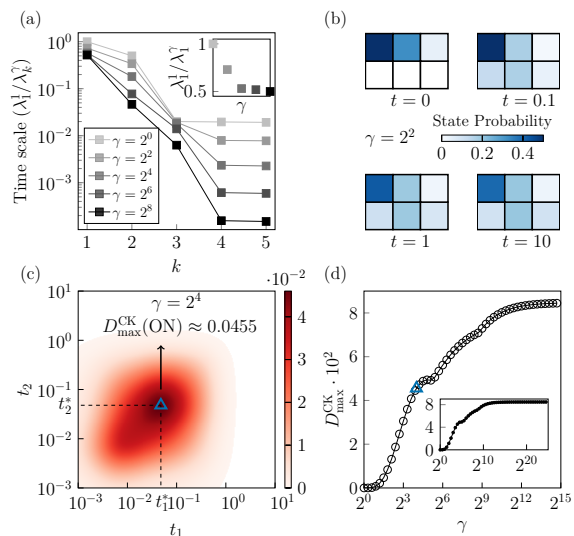 (a)
Time scale (λ₁¹/λₖ^γ)
10⁰
10⁻¹
10⁻²
10⁻³
1
2
3
4
5
k
γ = 2⁰
γ = 2²
γ = 2⁴
γ = 2⁶
γ = 2⁸
λ₁¹/λ₁^γ
1
0.5
γ
(b)
t = 0
t = 0.1
γ = 2²
State Probability
0
0.2
0.4
t = 1
t = 10
(c)
·10⁻²
γ = 2⁴
D_max^CK(ON) ≈ 0.0455
t₂
10¹
10⁰
10⁻¹
t₂*
10⁻²
10⁻³
10⁻³
10⁻²
t₁*
10⁻¹
10⁰
10¹
t₁
4
3
2
1
0
(d)
D_max^CK · 10²
8
6
4
2
0
2⁰
2³
2⁶
2⁹
2¹²
2¹⁵
γ
8
4
0
2⁰
2¹⁰
2²⁰